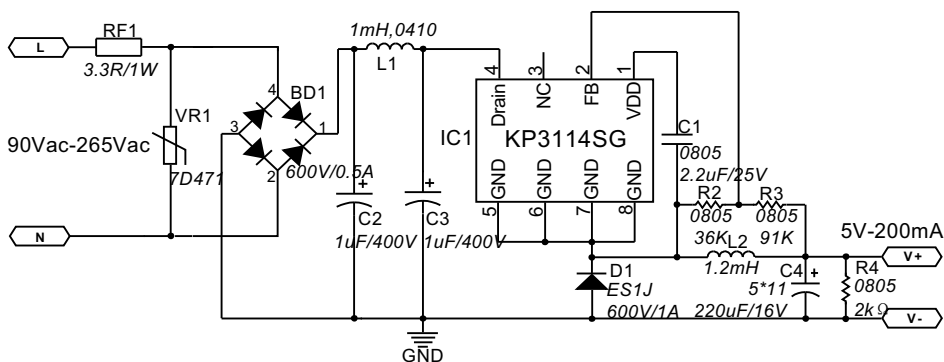 RF1
L
3.3R/1W
VR1
90Vac-265Vac
7D471
N
4
BD1
3
1
2
600V/0.5A
1mH,0410
L1
C2
1uF/400V
C3
1uF/400V
4
3
2
1
Drain
NC
FB
VDD
IC1
KP3114SG
GND
GND
GND
GND
5
6
7
8
C1
0805
2.2uF/25V
R2
R3
0805
0805
36K
91K
L2
1.2mH
5V-200mA
V+
D1
ES1J
600V/1A
C4
5*11
220uF/16V
R4
0805
2kΩ
V-
GND